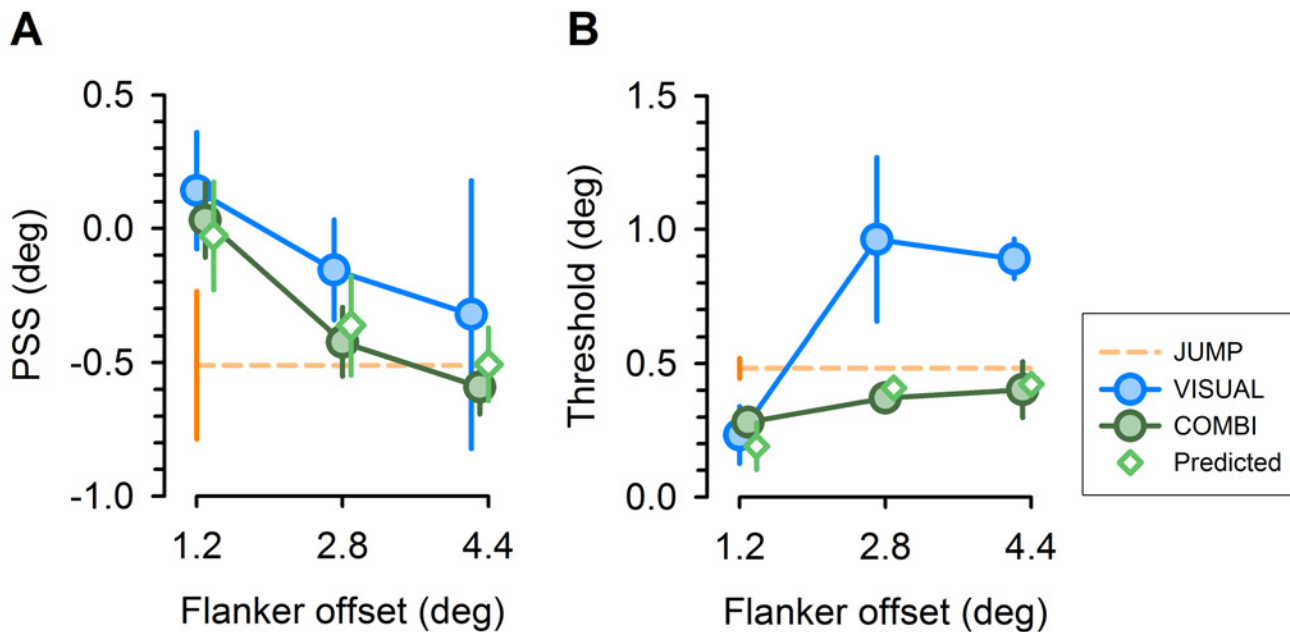 A
B
PSS (deg)
0.5
0.0
-0.5
-1.0
1.2 2.8 4.4
Flanker offset (deg)
Threshold (deg)
1.5
1.0
0.5
0.0
1.2 2.8 4.4
Flanker offset (deg)
JUMP
VISUAL
COMBI
Predicted